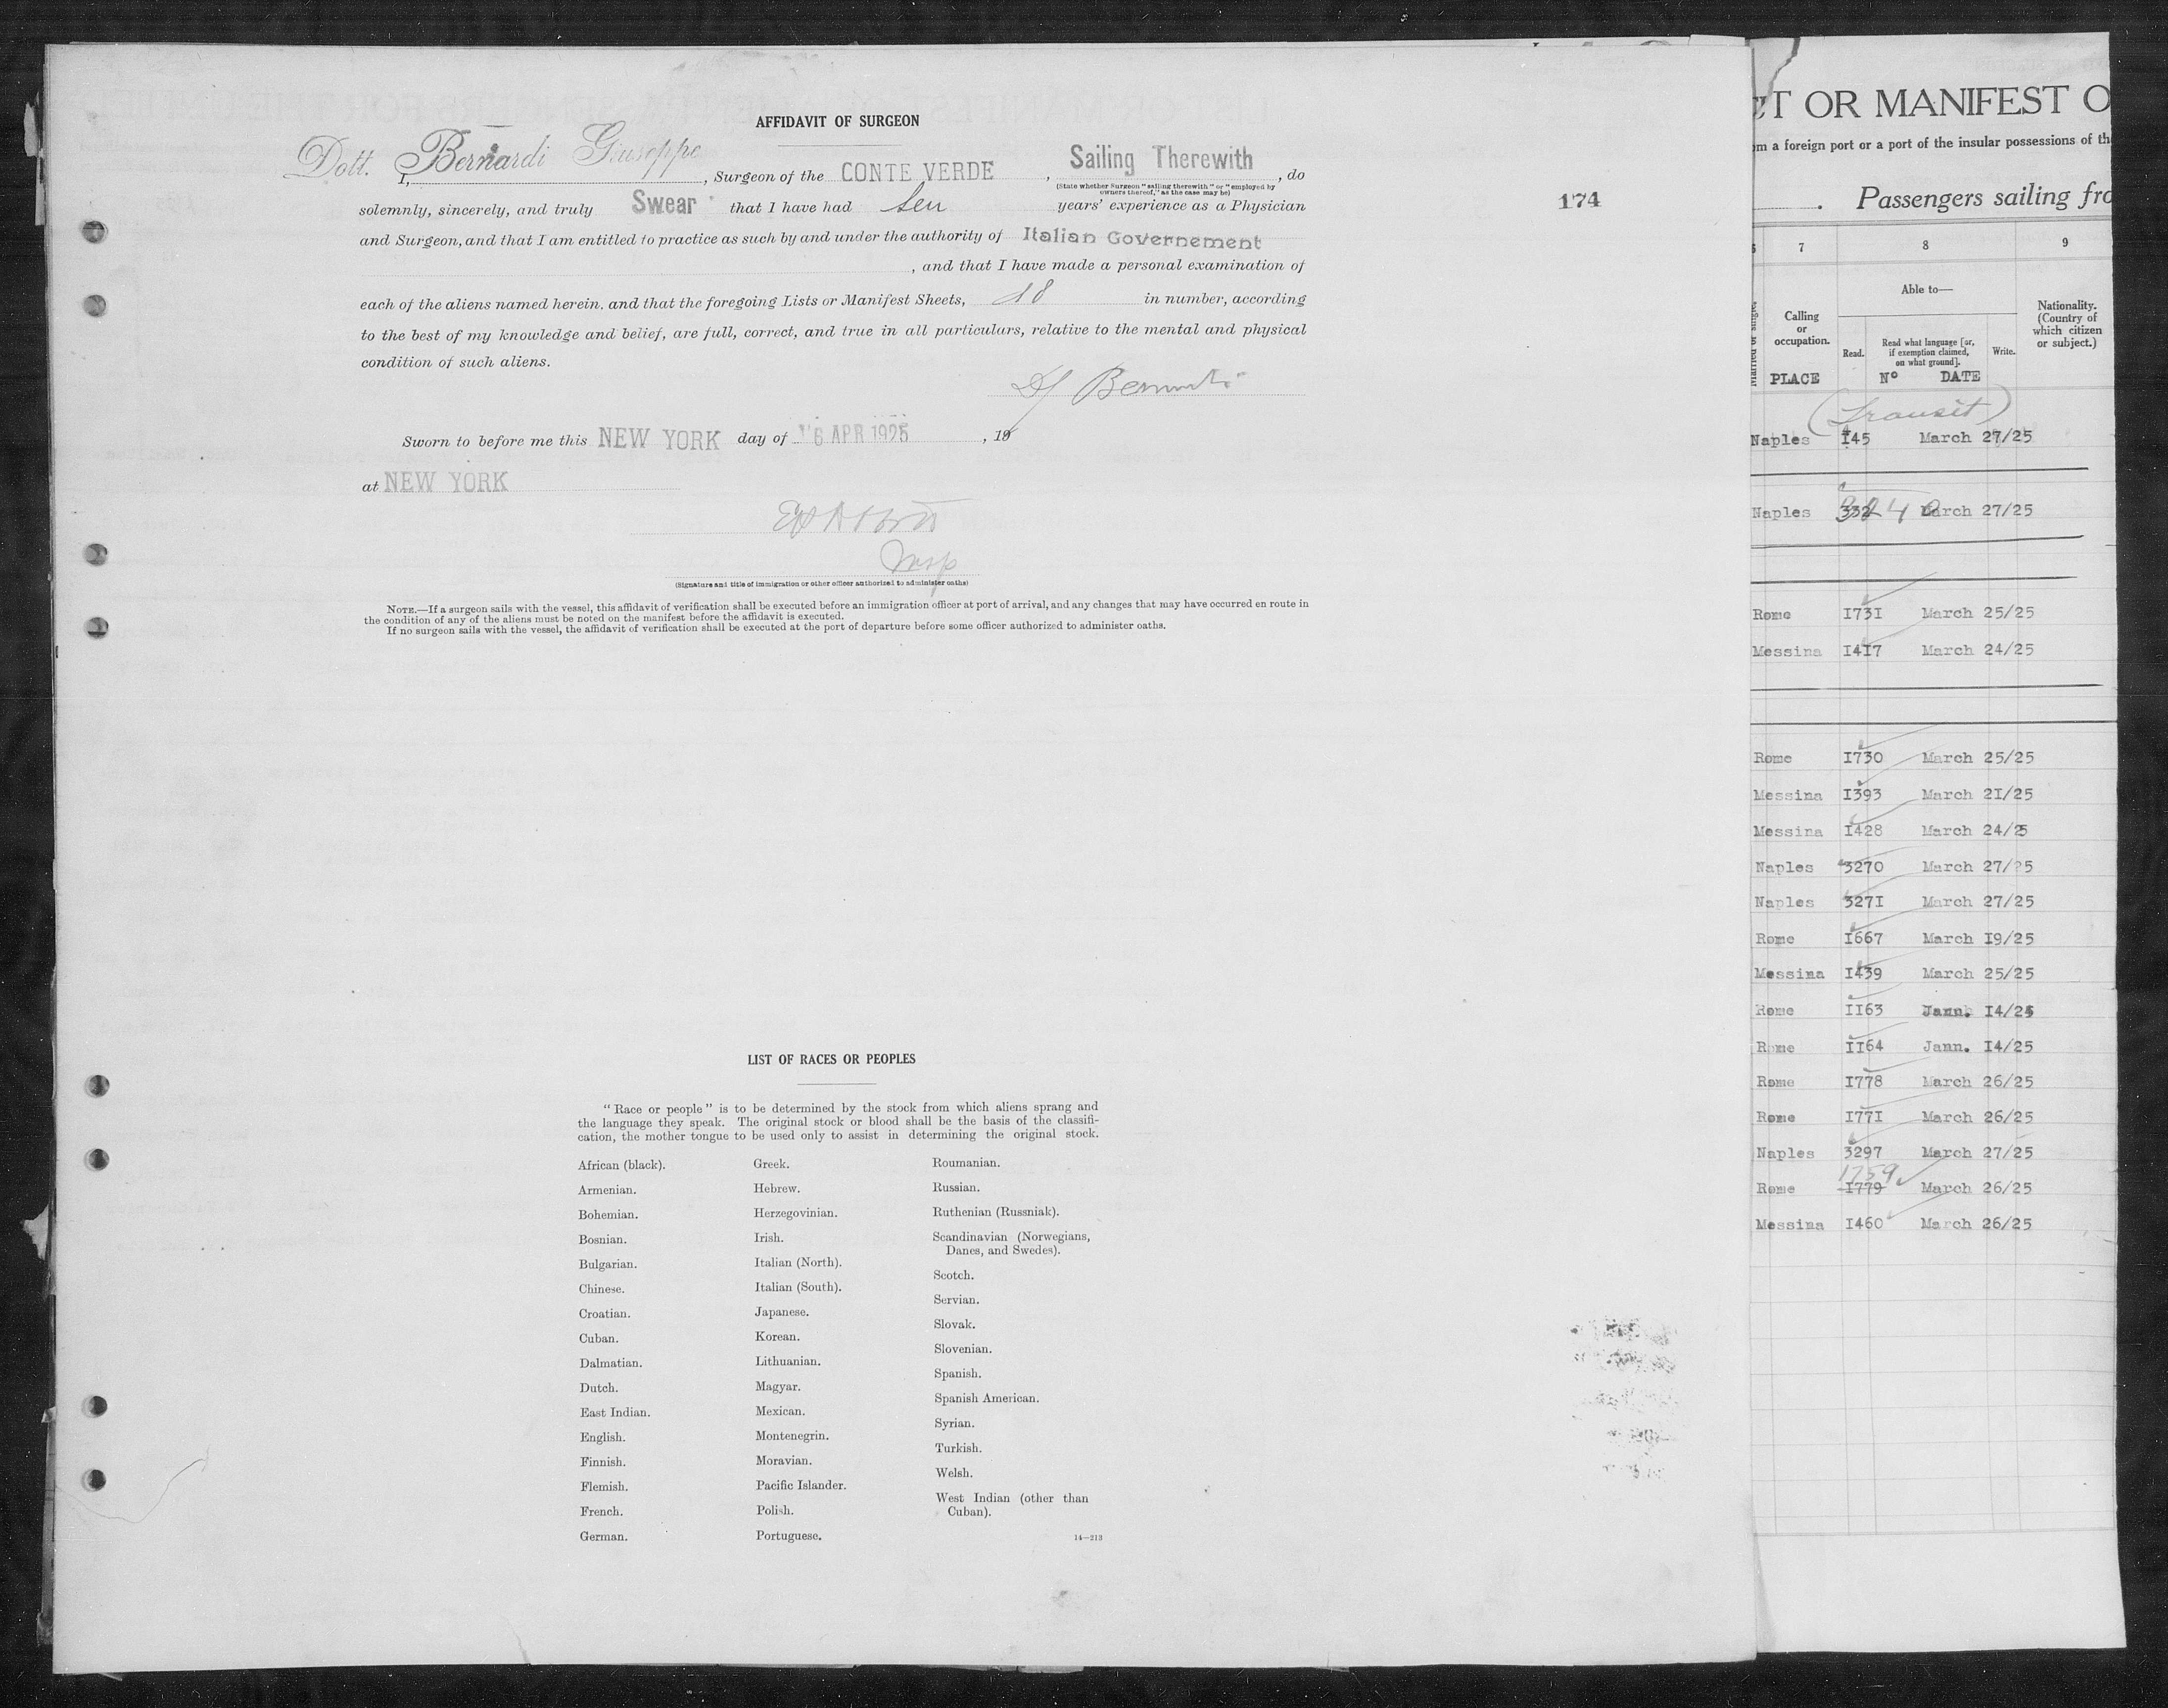 AFFIDAVIT OF SURGEON
Dott. Bernardi Giuseppe
I, , Surgeon of the CONTE VERDE , Sailing Therewith , do
(State whether Surgeon "sailing therewith" or "employed by
owners thereof," as the case may be)
solemnly, sincerely, and truly Swear that I have had ten years' experience as a Physician
and Surgeon, and that I am entitled to practice as such by and under the authority of Italian Governement
, and that I have made a personal examination of
each of the aliens named herein, and that the foregoing Lists or Manifest Sheets, 18 in number, according
to the best of my knowledge and belief, are full, correct, and true in all particulars, relative to the mental and physical
condition of such aliens.
Sworn to before me this NEW YORK day of 6 APR 1925 , 19
at NEW YORK
Insp
(Signature and title of immigration or other officer authorized to administer oaths)
NOTE.—If a surgeon sails with the vessel, this affidavit of verification shall be executed before an immigration officer at port of arrival, and any changes that may have occurred en route in
the condition of any of the aliens must be noted on the manifest before the affidavit is executed.
If no surgeon sails with the vessel, the affidavit of verification shall be executed at the port of departure before some officer authorized to administer oaths.
174
LIST OF RACES OR PEOPLES
"Race or people" is to be determined by the stock from which aliens sprang and
the language they speak. The original stock or blood shall be the basis of the classifi-
cation, the mother tongue to be used only to assist in determining the original stock.
African (black).
Armenian.
Bohemian.
Bosnian.
Bulgarian.
Chinese.
Croatian.
Cuban.
Dalmatian.
Dutch.
East Indian.
English.
Finnish.
Flemish.
French.
German.
Greek.
Hebrew.
Herzegovinian.
Irish.
Italian (North).
Italian (South).
Japanese.
Korean.
Lithuanian.
Magyar.
Mexican.
Montenegrin.
Moravian.
Pacific Islander.
Polish.
Portuguese.
Roumanian.
Russian.
Ruthenian (Russniak).
Scandinavian (Norwegians,
Danes, and Swedes).
Scotch.
Servian.
Slovak.
Slovenian.
Spanish.
Spanish American.
Syrian.
Turkish.
Welsh.
West Indian (other than
Cuban).
14—213
T OR MANIFEST O
m a foreign port or a port of the insular possessions of th
. Passengers sailing fro
7 8 9
Able to—
Calling
or
occupation.
Read.
Read what language [or,
if exemption claimed,
on what ground].
Write.
Nationality.
(Country of
which citizen
or subject.)
PLACE Nº DATE
(Transit)
Naples I45 March 27/25
Naples March 27/25
Rome I73I March 25/25
Messina I4I7 March 24/25
Rome I730 March 25/25
Messina I393 March 2I/25
Messina I428 March 24/25
Naples 3270 March 27/25
Naples 327I March 27/25
Rome I667 March I9/25
Messina I439 March 25/25
Rome II63 Jann. I4/25
Rome II64 Jann. I4/25
Rome I778 March 26/25
Rome I77I March 26/25
Naples 3297 March 27/25
1759
Rome I779 March 26/25
Messina I460 March 26/25